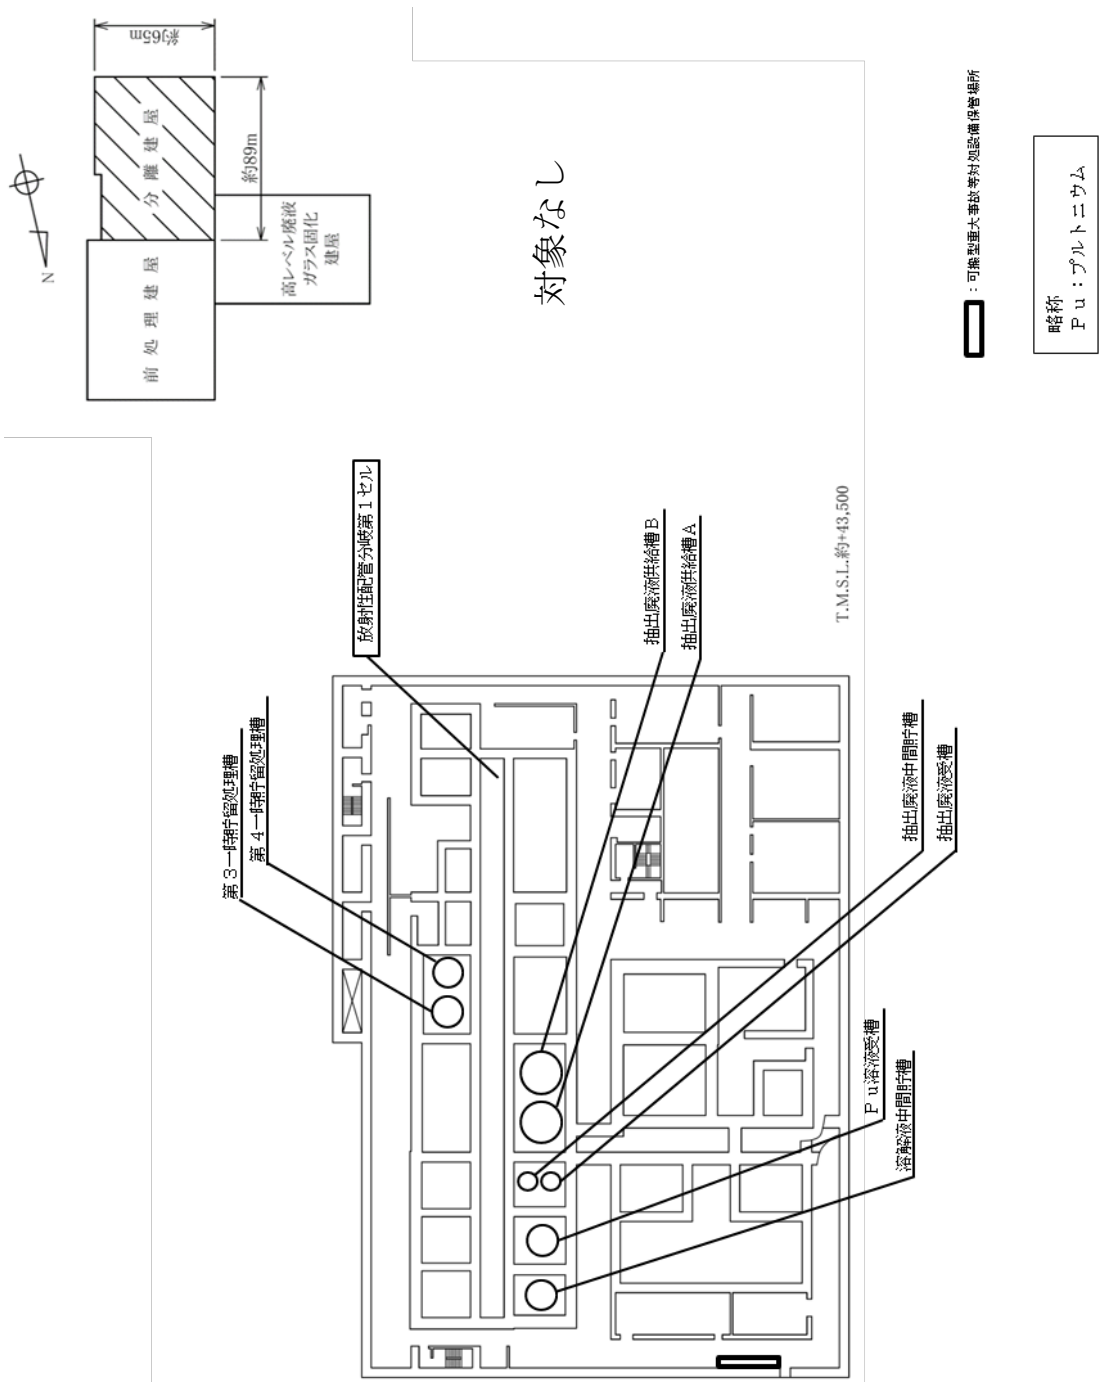 N
前処理建屋
分離建屋
高レベル廃液
ガラス固化
建屋
約89m
約65m
対象なし
第3一時貯留処理槽
第4一時貯留処理槽
放射性配管分岐第1セル
抽出廃液供給槽B
抽出廃液供給槽A
抽出廃液中間貯槽
抽出廃液受槽
Pu溶液受槽
溶解液中間貯槽
T.M.S.L.約+43,500
：可搬型重大事故等対処設備保管場所
略称
Pu：プルトニウム